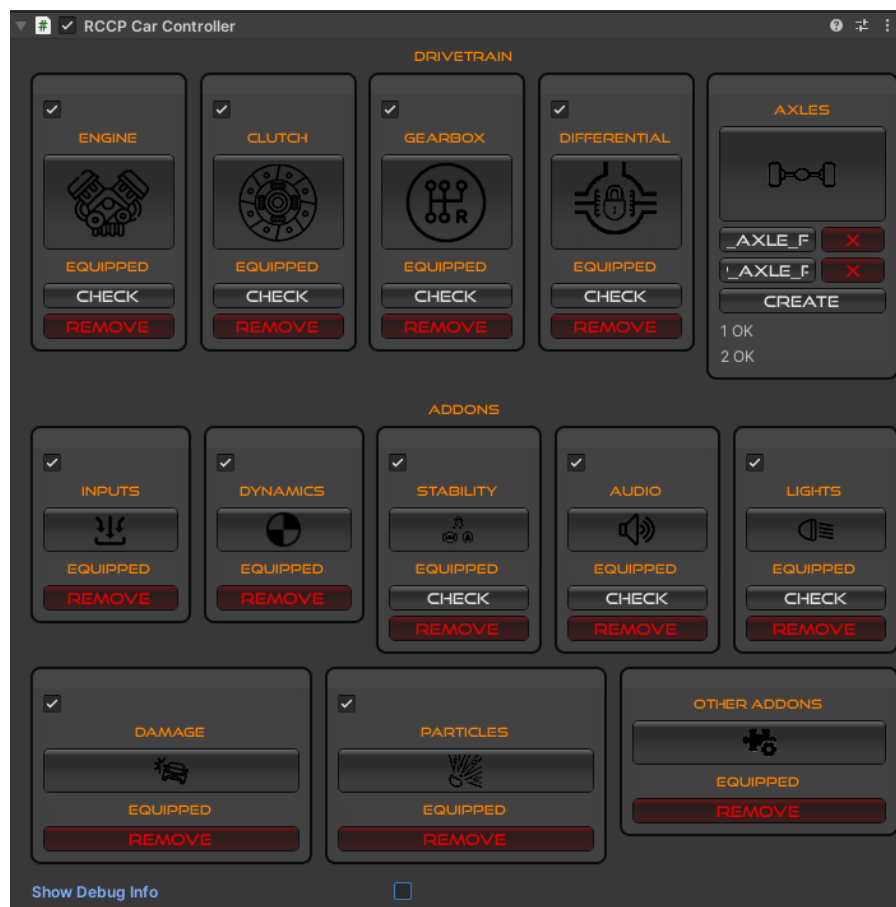 RCCP Car Controller
DRIVETRAIN
ENGINE
EQUIPPED
CHECK
REMOVE
CLUTCH
EQUIPPED
CHECK
REMOVE
GEARBOX
R
EQUIPPED
CHECK
REMOVE
DIFFERENTIAL
EQUIPPED
CHECK
REMOVE
AXLES
_AXLE_F X
_AXLE_F X
CREATE
1 OK
2 OK
ADDONS
INPUTS
EQUIPPED
REMOVE
DYNAMICS
EQUIPPED
REMOVE
STABILITY
EQUIPPED
CHECK
REMOVE
AUDIO
EQUIPPED
CHECK
REMOVE
LIGHTS
EQUIPPED
CHECK
REMOVE
DAMAGE
EQUIPPED
REMOVE
PARTICLES
EQUIPPED
REMOVE
OTHER ADDONS
EQUIPPED
REMOVE
Show Debug Info